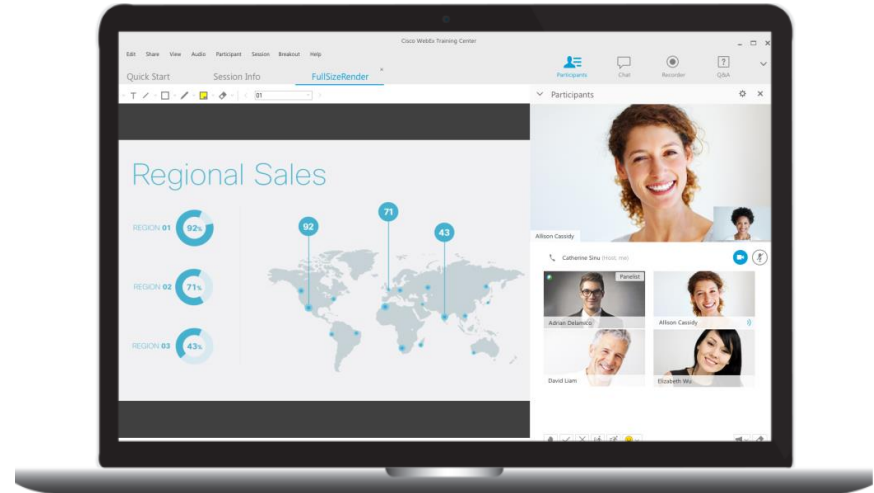 Cisco WebEx Training Center
Edit Share View Audio Participant Session Breakout Help
Quick Start Session Info FullSizeRender
Participants Chat Recorder Q&A
T 01
Participants
Regional Sales
REGION 01 92%
REGION 02 71%
REGION 03 43%
92
71
43
Allison Cassidy
Catherine Sinu (Host, me)
Panelist
Adrian Delamico
Allison Cassidy
David Liam
Elizabeth Wu